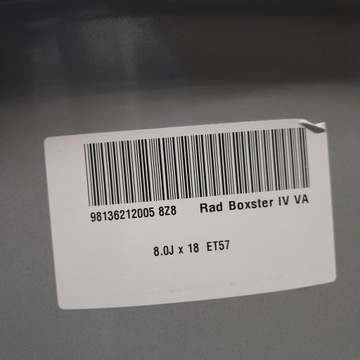 98136212005 8Z8 Rad Boxster IV VA
8.0J x 18 ET57